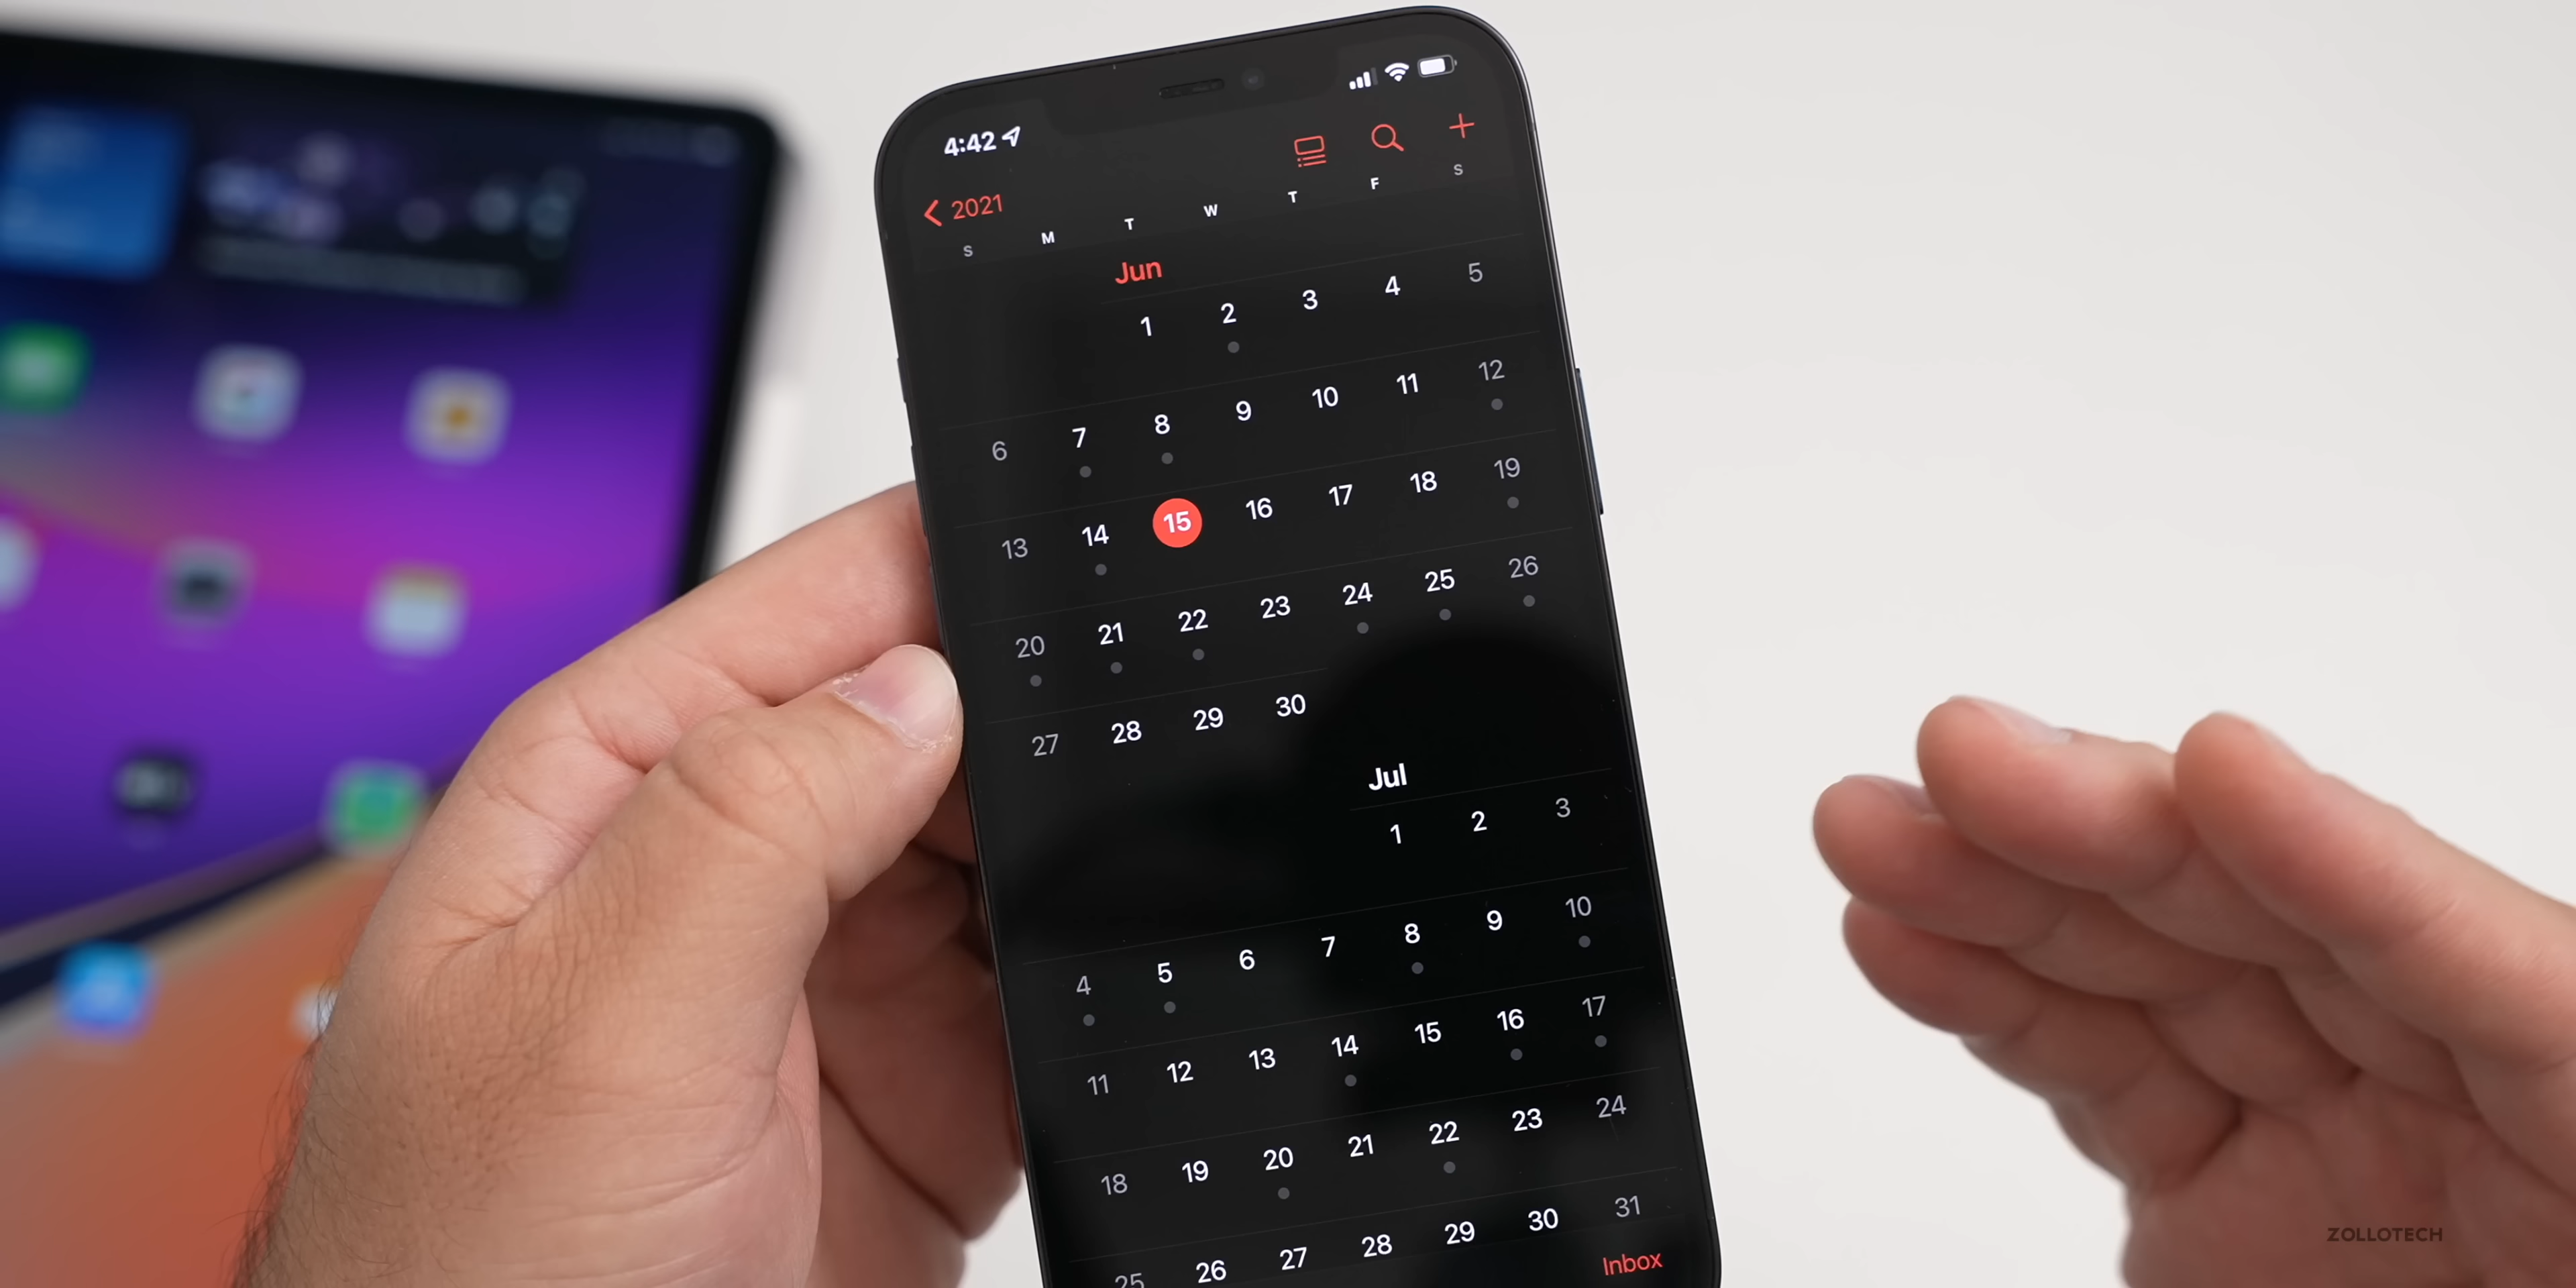 4:42
2021
S M T W T F S
Jun
1 2 3 4 5
6 7 8 9 10 11 12
13 14 15 16 17 18 19
20 21 22 23 24 25 26
27 28 29 30
Jul
1 2 3
4 5 6 7 8 9 10
11 12 13 14 15 16 17
18 19 20 21 22 23 24
25 26 27 28 29 30 31
Inbox
ZOLLOTECH